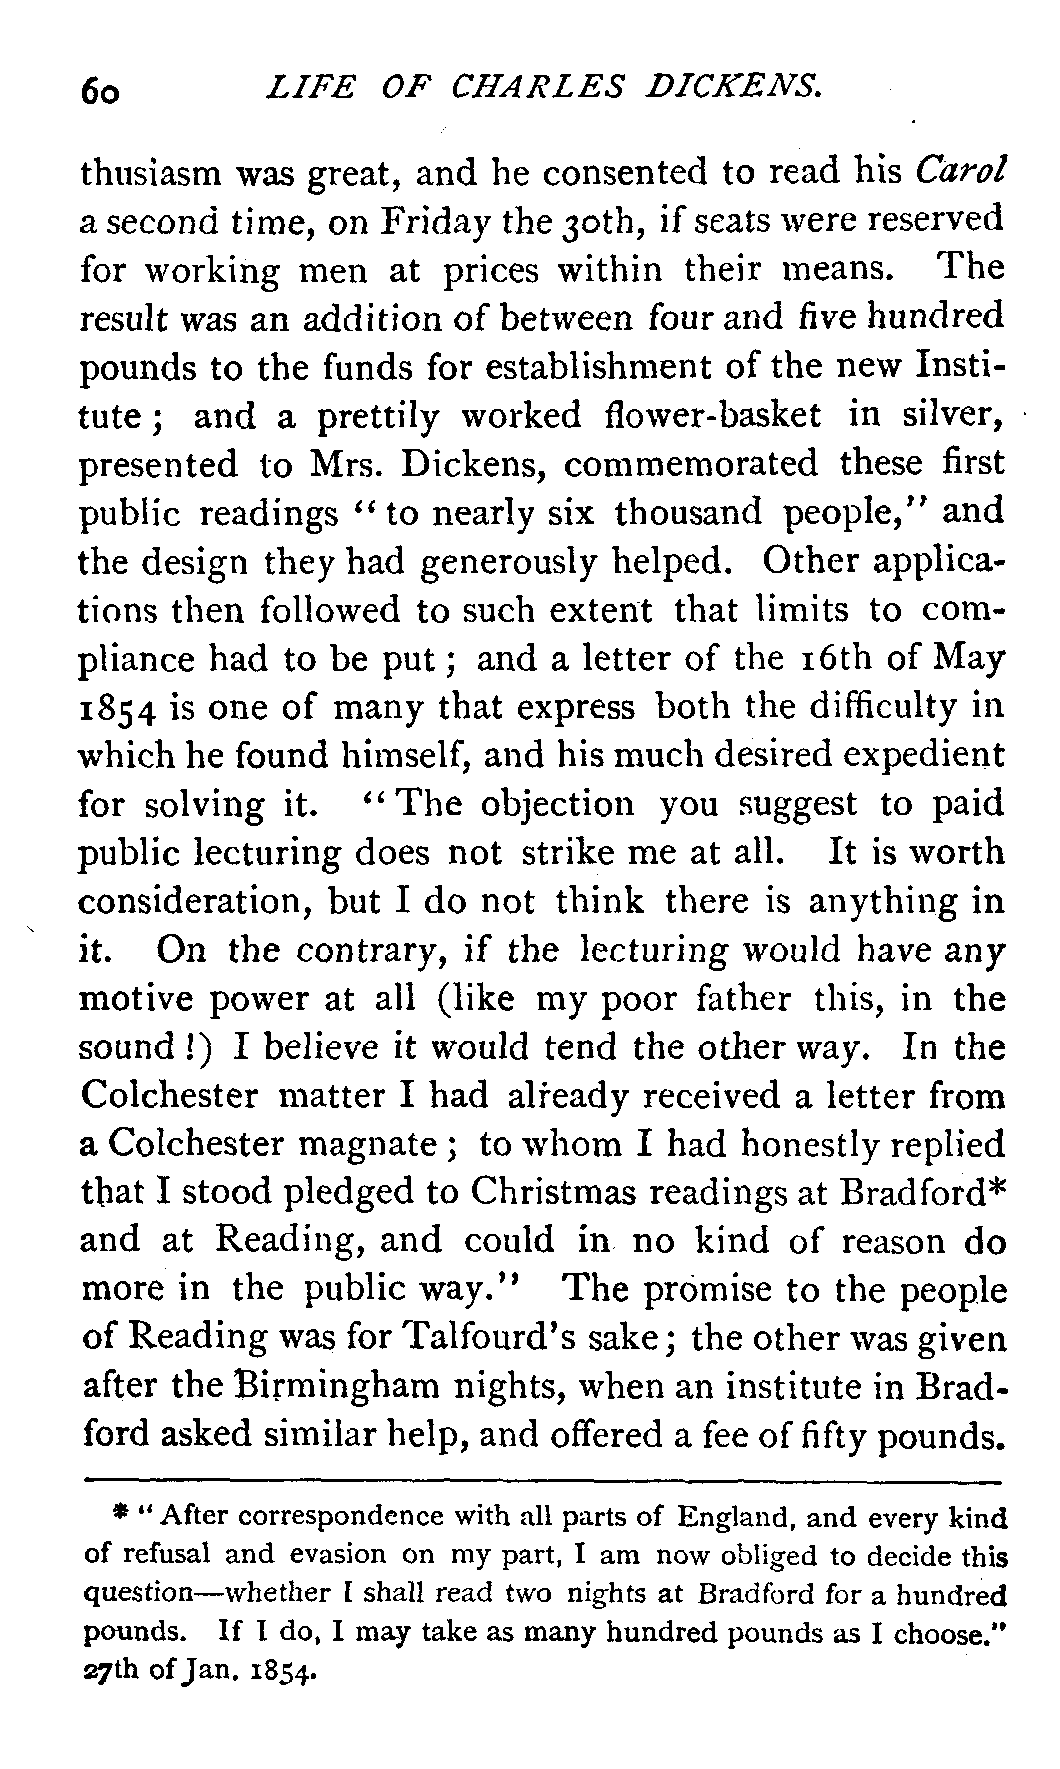 60 LIFE OF CHARLES DICKENS.
thusiasm was great, and he consented to read his Carol
a second time, on Friday the 30th, if seats were reserved
for working men at prices within their means. The
result was an addition of between four and five hundred
pounds to the funds for establishment of the new Insti-
tute ; and a prettily worked flower-basket in silver,
presented to Mrs. Dickens, commemorated these first
public readings “ to nearly six thousand people,” and
the design they had generously helped. Other applica-
tions then followed to such extent that limits to com-
pliance had to be put ; and a letter of the 16th of May
1854 is one of many that express both the difficulty in
which he found himself, and his much desired expedient
for solving it. “ The objection you suggest to paid
public lecturing does not strike me at all. It is worth
consideration, but I do not think there is anything in
it. On the contrary, if the lecturing would have any
motive power at all (like my poor father this, in the
sound !) I believe it would tend the other way. In the
Colchester matter I had already received a letter from
a Colchester magnate ; to whom I had honestly replied
that I stood pledged to Christmas readings at Bradford*
and at Reading, and could in no kind of reason do
more in the public way.” The promise to the people
of Reading was for Talfourd’s sake ; the other was given
after the Birmingham nights, when an institute in Brad-
ford asked similar help, and offered a fee of fifty pounds.
* “ After correspondence with all parts of England, and every kind
of refusal and evasion on my part, I am now obliged to decide this
question—whether I shall read two nights at Bradford for a hundred
pounds. If I do, I may take as many hundred pounds as I choose.”
27th of Jan. 1854.